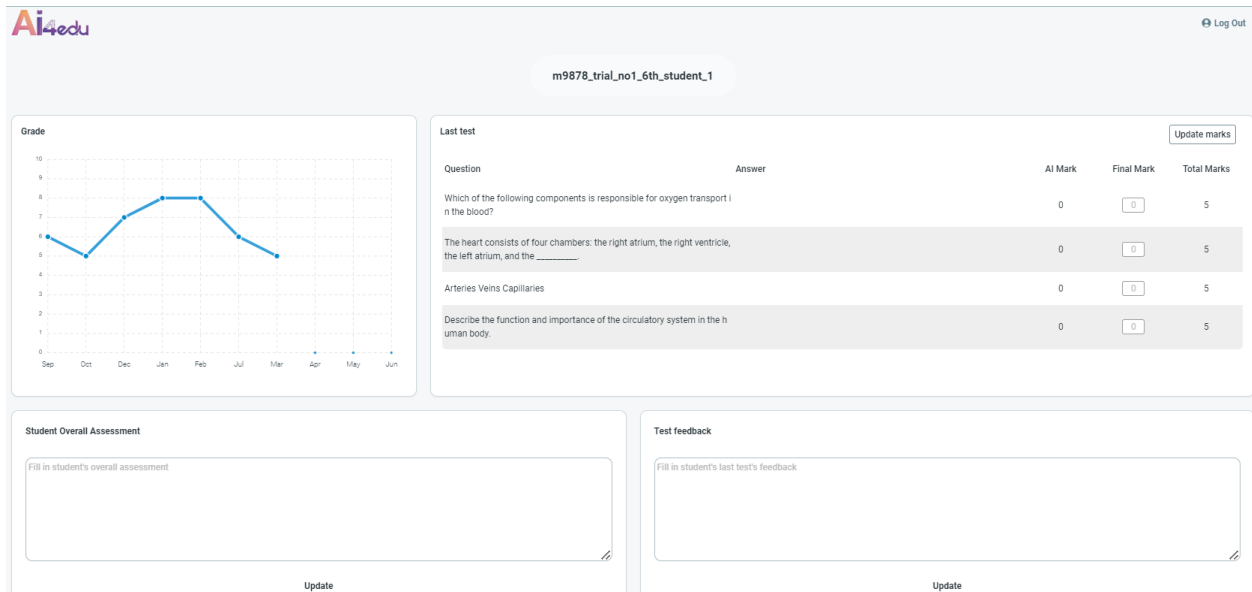 Ai4edu
Log Out
m9878_trial_no1_6th_student_1
Grade
10
9
8
7
6
5
4
3
2
1
0
Sep Oct Dec Jan Feb Jul Mar Apr May Jun
Last test
Update marks
Question Answer AI Mark Final Mark Total Marks
Which of the following components is responsible for oxygen transport i
n the blood?
0 0 5
The heart consists of four chambers: the right atrium, the right ventricle,
the left atrium, and the __________.
0 0 5
Arteries Veins Capillaries 0 0 5
Describe the function and importance of the circulatory system in the h
uman body.
0 0 5
Student Overall Assessment
Fill in student's overall assessment
Update
Test feedback
Fill in student's last test's feedback
Update